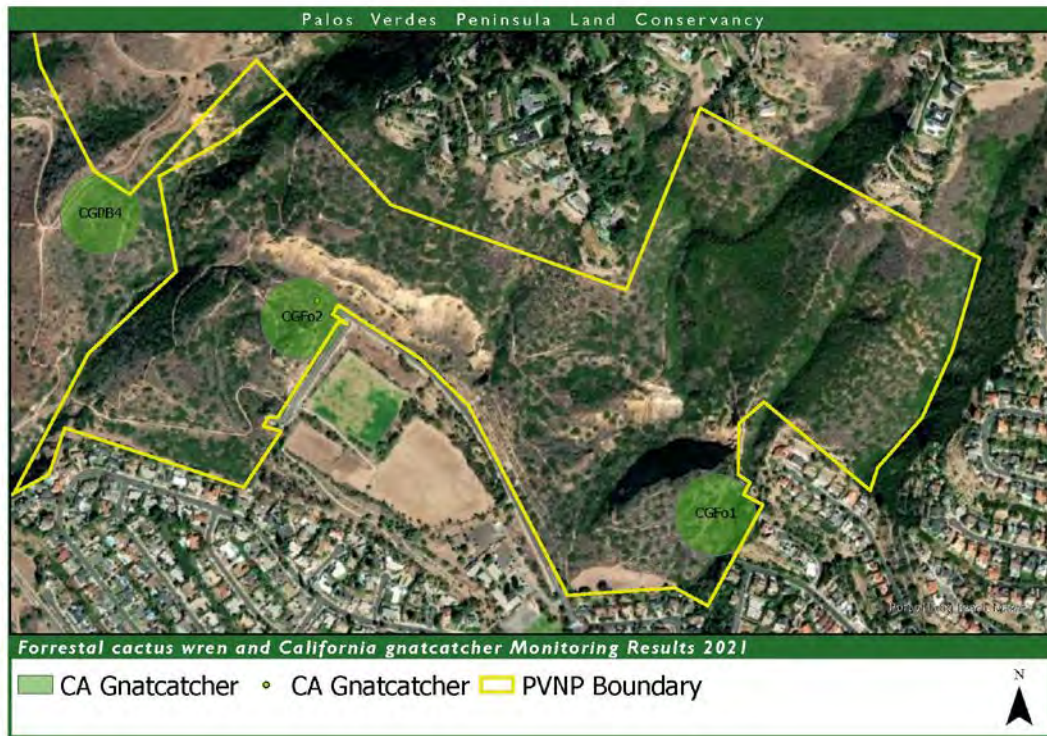 Palos Verdes Peninsula Land Conservancy
CGPB4
CGFo2
CGFo1
Forrestal cactus wren and California gnatcatcher Monitoring Results 2021
CA Gnatcatcher
CA Gnatcatcher
PVNP Boundary
N